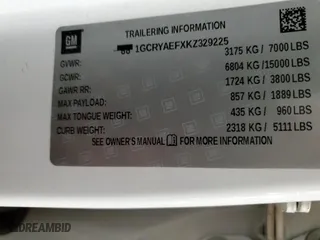 TRAILERING INFORMATION
GM
1GCRYAEFXKZ329225
GVWR: 3175 KG / 7000 LBS
GCWR: 6804 KG /15000 LBS
GAWR RR: 1724 KG / 3800 LBS
MAX PAYLOAD: 857 KG / 1889 LBS
MAX TONGUE WEIGHT: 435 KG / 960 LBS
CURB WEIGHT: 2318 KG / 5111 LBS
SEE OWNER'S MANUAL FOR MORE INFORMATION
DREAMBID